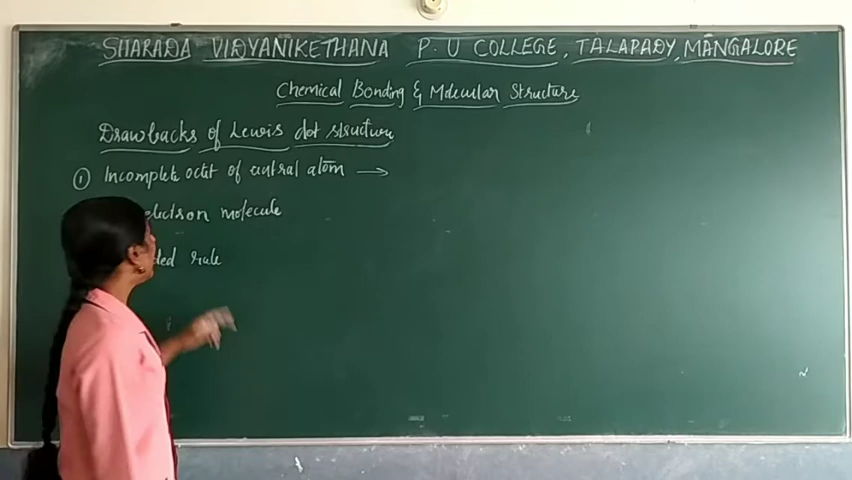 SHARADA VIDYANIKETHANA P.U COLLEGE, TALAPADY, MANGALORE
Chemical Bonding & Molecular Structure
Drawbacks of Lewis dot structure
① Incomplete octet of central atom →
electron molecule
ded rule